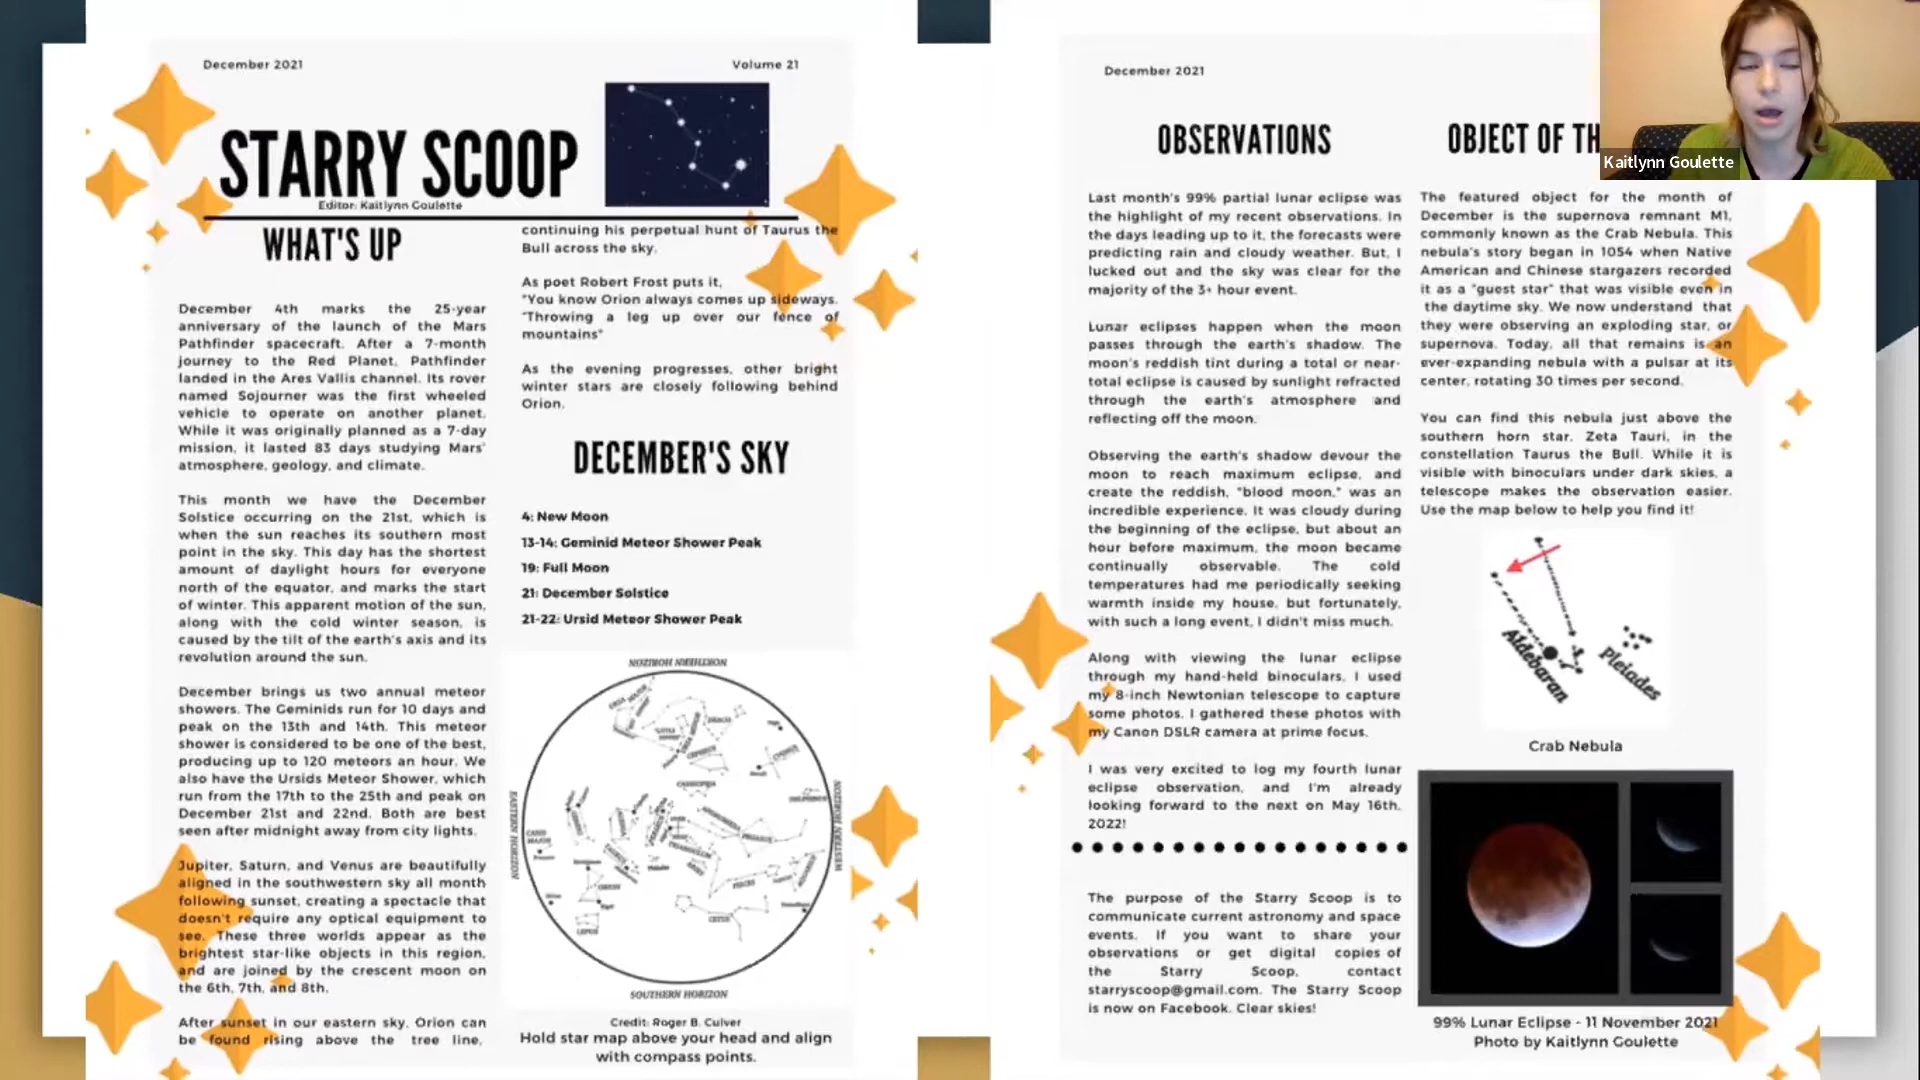 December 2021
Volume 21
STARRY SCOOP
Editor: Kaitlynn Goulette
WHAT'S UP
December 4th marks the 25-year
anniversary of the launch of the Mars
Pathfinder spacecraft. After a 7-month
journey to the Red Planet, Pathfinder
landed in the Ares Vallis channel. Its rover
named Sojourner was the first wheeled
vehicle to operate on another planet.
While it was originally planned as a 7-day
mission, it lasted 83 days studying Mars'
atmosphere, geology, and climate.
This month we have the December
Solstice occurring on the 21st, which is
when the sun reaches its southern most
point in the sky. This day has the shortest
amount of daylight hours for everyone
north of the equator, and marks the start
of winter. This apparent motion of the sun,
along with the cold winter season, is
caused by the tilt of the earth's axis and its
revolution around the sun.
December brings us two annual meteor
showers. The Geminids run for 10 days and
peak on the 13th and 14th. This meteor
shower is considered to be one of the best,
producing up to 120 meteors an hour. We
also have the Ursids Meteor Shower, which
run from the 17th to the 25th and peak on
December 21st and 22nd. Both are best
seen after midnight away from city lights.
Jupiter, Saturn, and Venus are beautifully
aligned in the southwestern sky all month
following sunset, creating a spectacle that
doesn't require any optical equipment to
see. These three worlds appear as the
brightest star-like objects in this region,
and are joined by the crescent moon on
the 6th, 7th, and 8th.
After sunset in our eastern sky, Orion can
be found rising above the tree line,
continuing his perpetual hunt of Taurus the
Bull across the sky.
As poet Robert Frost puts it,
"You know Orion always comes up sideways.
"Throwing a leg up over our fence of
mountains"
As the evening progresses, other bright
winter stars are closely following behind
Orion.
DECEMBER'S SKY
4: New Moon
13-14: Geminid Meteor Shower Peak
19: Full Moon
21: December Solstice
21-22: Ursid Meteor Shower Peak
NORTHERN HORIZON
EASTERN HORIZON
WESTERN HORIZON
URSA MAJOR
DRACO
CEPHEUS
CASSIOPEIA
DELPHINUS
CANIS MAJOR
ANDROMEDA
PEGASUS
TRIANGULUM
ARIES
TAURUS
PISCES
ORION
CETUS
LEPUS
SOUTHERN HORIZON
Credit: Roger B. Culver
Hold star map above your head and align
with compass points.
December 2021
OBSERVATIONS
Last month's 99% partial lunar eclipse was
the highlight of my recent observations. In
the days leading up to it, the forecasts were
predicting rain and cloudy weather. But, I
lucked out and the sky was clear for the
majority of the 3+ hour event.
Lunar eclipses happen when the moon
passes through the earth's shadow. The
moon's reddish tint during a total or near-
total eclipse is caused by sunlight refracted
through the earth's atmosphere and
reflecting off the moon.
Observing the earth's shadow devour the
moon to reach maximum eclipse, and
create the reddish, "blood moon," was an
incredible experience. It was cloudy during
the beginning of the eclipse, but about an
hour before maximum, the moon became
continually observable. The cold
temperatures had me periodically seeking
warmth inside my house, but fortunately,
with such a long event, I didn't miss much.
Along with viewing the lunar eclipse
through my hand-held binoculars, I used
my 8-inch Newtonian telescope to capture
some photos. I gathered these photos with
my Canon DSLR camera at prime focus.
I was very excited to log my fourth lunar
eclipse observation, and I'm already
looking forward to the next on May 16th,
2022!
The purpose of the Starry Scoop is to
communicate current astronomy and space
events. If you want to share your
observations or get digital copies of
the Starry Scoop, contact
starryscoop@gmail.com. The Starry Scoop
is now on Facebook. Clear skies!
OBJECT OF TH
The featured object for the month of
December is the supernova remnant M1,
commonly known as the Crab Nebula. This
nebula's story began in 1054 when Native
American and Chinese stargazers recorded
it as a "guest star" that was visible even in
the daytime sky. We now understand that
they were observing an exploding star, or
supernova. Today, all that remains is an
ever-expanding nebula with a pulsar at its
center, rotating 30 times per second.
You can find this nebula just above the
southern horn star, Zeta Tauri, in the
constellation Taurus the Bull. While it is
visible with binoculars under dark skies, a
telescope makes the observation easier.
Use the map below to help you find it!
Aldebaran
Pleiades
Crab Nebula
99% Lunar Eclipse - 11 November 2021
Photo by Kaitlynn Goulette
Kaitlynn Goulette